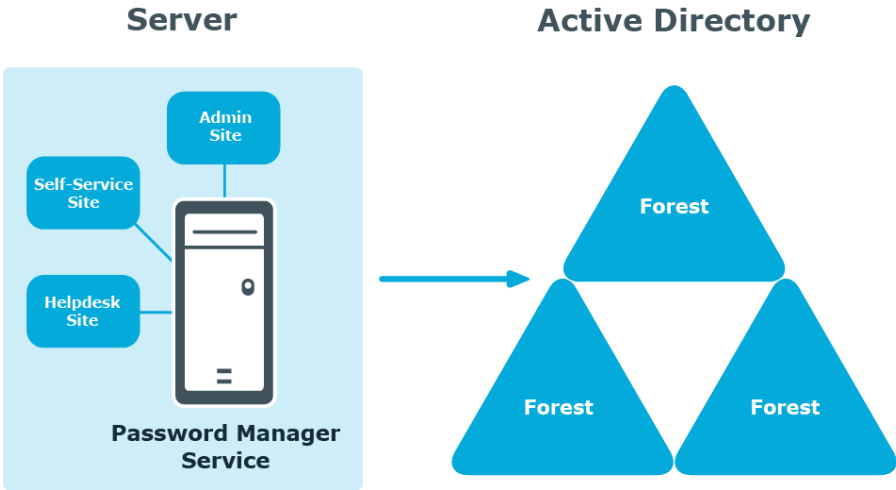 Server
Active Directory
Admin
Site
Self-Service
Site
Helpdesk
Site
Password Manager
Service
Forest
Forest
Forest